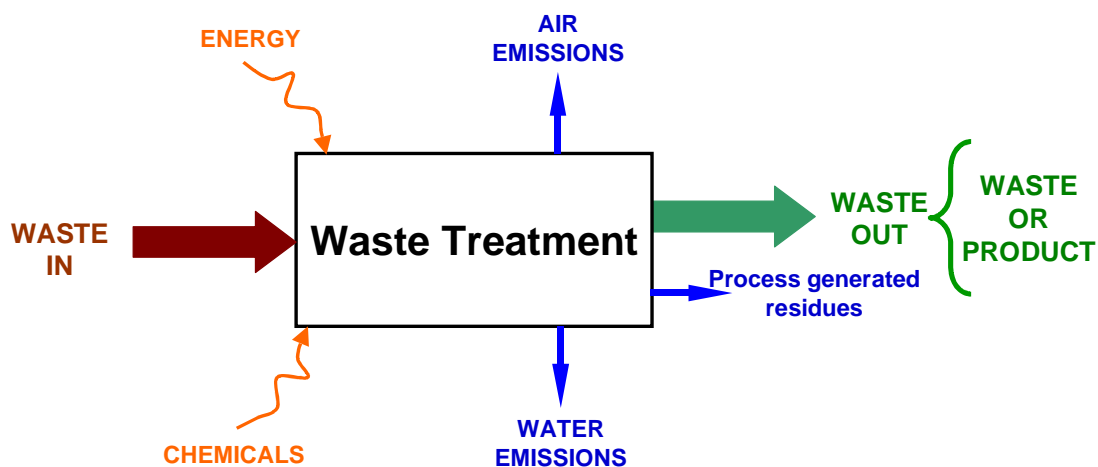 ENERGY
AIR
EMISSIONS
WASTE
IN
Waste Treatment
WASTE
OUT
WASTE
OR
PRODUCT
Process generated
residues
CHEMICALS
WATER
EMISSIONS